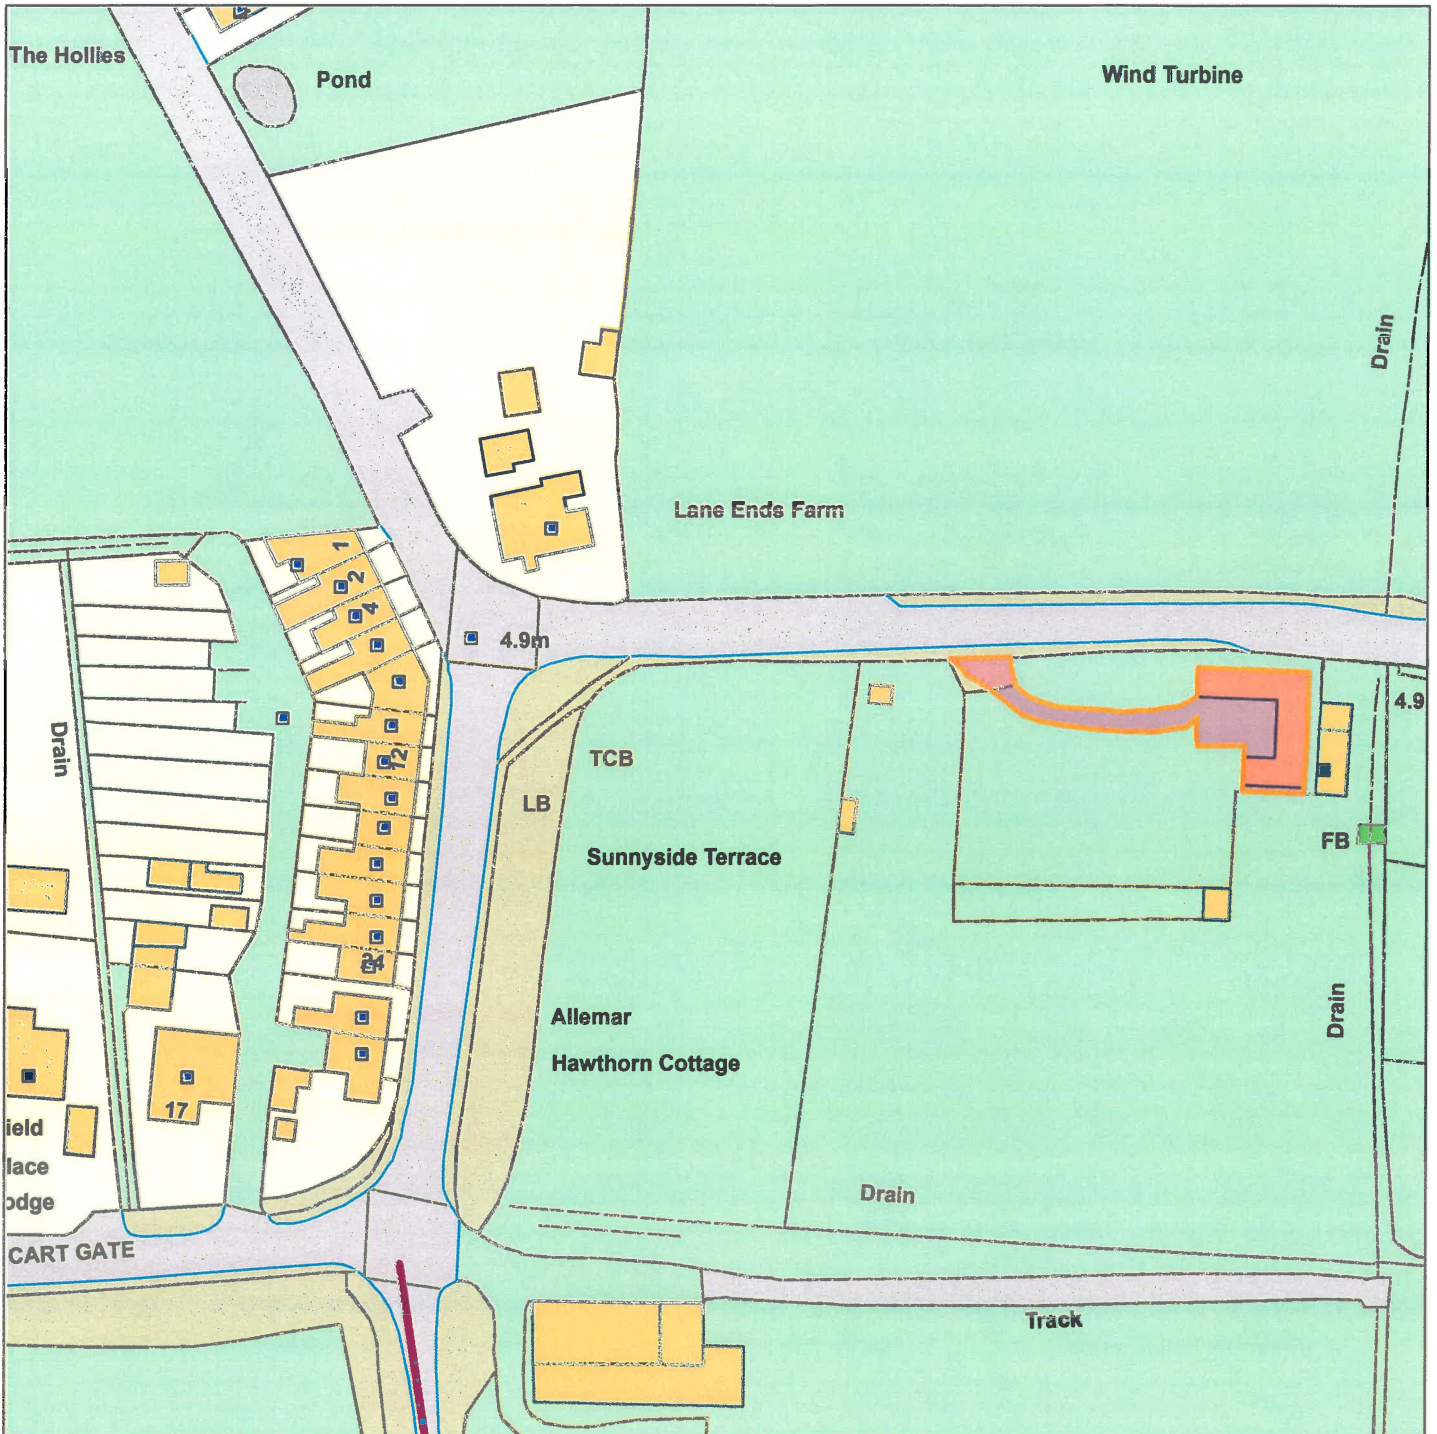 The Hollies
Pond
Wind Turbine
Drain
Lane Ends Farm
1
2
4
4.9m
4.9
Drain
12
TCB
LB
Sunnyside Terrace
FB
24
Allemar
Drain
Hawthorn Cottage
17
ield
lace
odge
Drain
CART GATE
Track